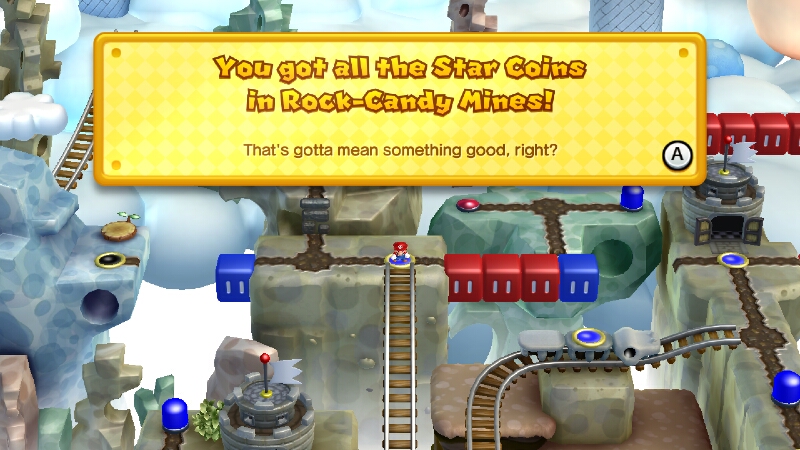 You got all the Star Coins
in Rock-Candy Mines!
That's gotta mean something good, right?
A